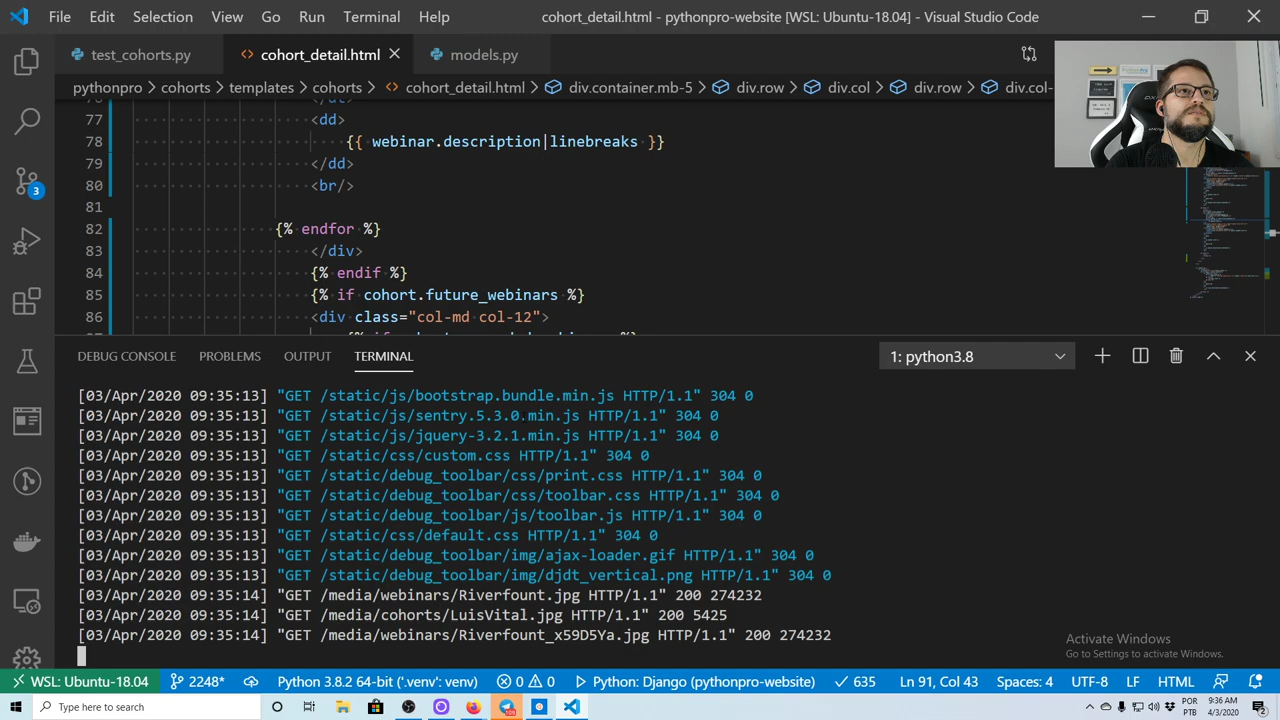 File Edit Selection View Go Run Terminal Help cohort_detail.html - pythonpro-website [WSL: Ubuntu-18.04] - Visual Studio Code
test_cohorts.py cohort_detail.html models.py
pythonpro > cohorts > templates > cohorts > cohort_detail.html > div.container.mb-5 > div.row > div.col > div.row > div.col-
77 <dd>
78 {{ webinar.description|linebreaks }}
79 </dd>
80 <br/>
81
82 {% endfor %}
83 </div>
84 {% endif %}
85 {% if cohort.future_webinars %}
86 <div class="col-md col-12">
3
DEBUG CONSOLE PROBLEMS OUTPUT TERMINAL 1: python3.8
[03/Apr/2020 09:35:13] "GET /static/js/bootstrap.bundle.min.js HTTP/1.1" 304 0
[03/Apr/2020 09:35:13] "GET /static/js/sentry.5.3.0.min.js HTTP/1.1" 304 0
[03/Apr/2020 09:35:13] "GET /static/js/jquery-3.2.1.min.js HTTP/1.1" 304 0
[03/Apr/2020 09:35:13] "GET /static/css/custom.css HTTP/1.1" 304 0
[03/Apr/2020 09:35:13] "GET /static/debug_toolbar/css/print.css HTTP/1.1" 304 0
[03/Apr/2020 09:35:13] "GET /static/debug_toolbar/css/toolbar.css HTTP/1.1" 304 0
[03/Apr/2020 09:35:13] "GET /static/debug_toolbar/js/toolbar.js HTTP/1.1" 304 0
[03/Apr/2020 09:35:13] "GET /static/css/default.css HTTP/1.1" 304 0
[03/Apr/2020 09:35:13] "GET /static/debug_toolbar/img/ajax-loader.gif HTTP/1.1" 304 0
[03/Apr/2020 09:35:13] "GET /static/debug_toolbar/img/djdt_vertical.png HTTP/1.1" 304 0
[03/Apr/2020 09:35:14] "GET /media/webinars/Riverfount.jpg HTTP/1.1" 200 274232
[03/Apr/2020 09:35:14] "GET /media/cohorts/LuisVital.jpg HTTP/1.1" 200 5425
[03/Apr/2020 09:35:14] "GET /media/webinars/Riverfount_x59D5Ya.jpg HTTP/1.1" 200 274232
Activate Windows
Go to Settings to activate Windows.
WSL: Ubuntu-18.04 2248* Python 3.8.2 64-bit ('.venv': venv) 0 0 Python: Django (pythonpro-website) 635 Ln 91, Col 43 Spaces: 4 UTF-8 LF HTML
Type here to search POR PTB 9:36 AM 4/3/2020